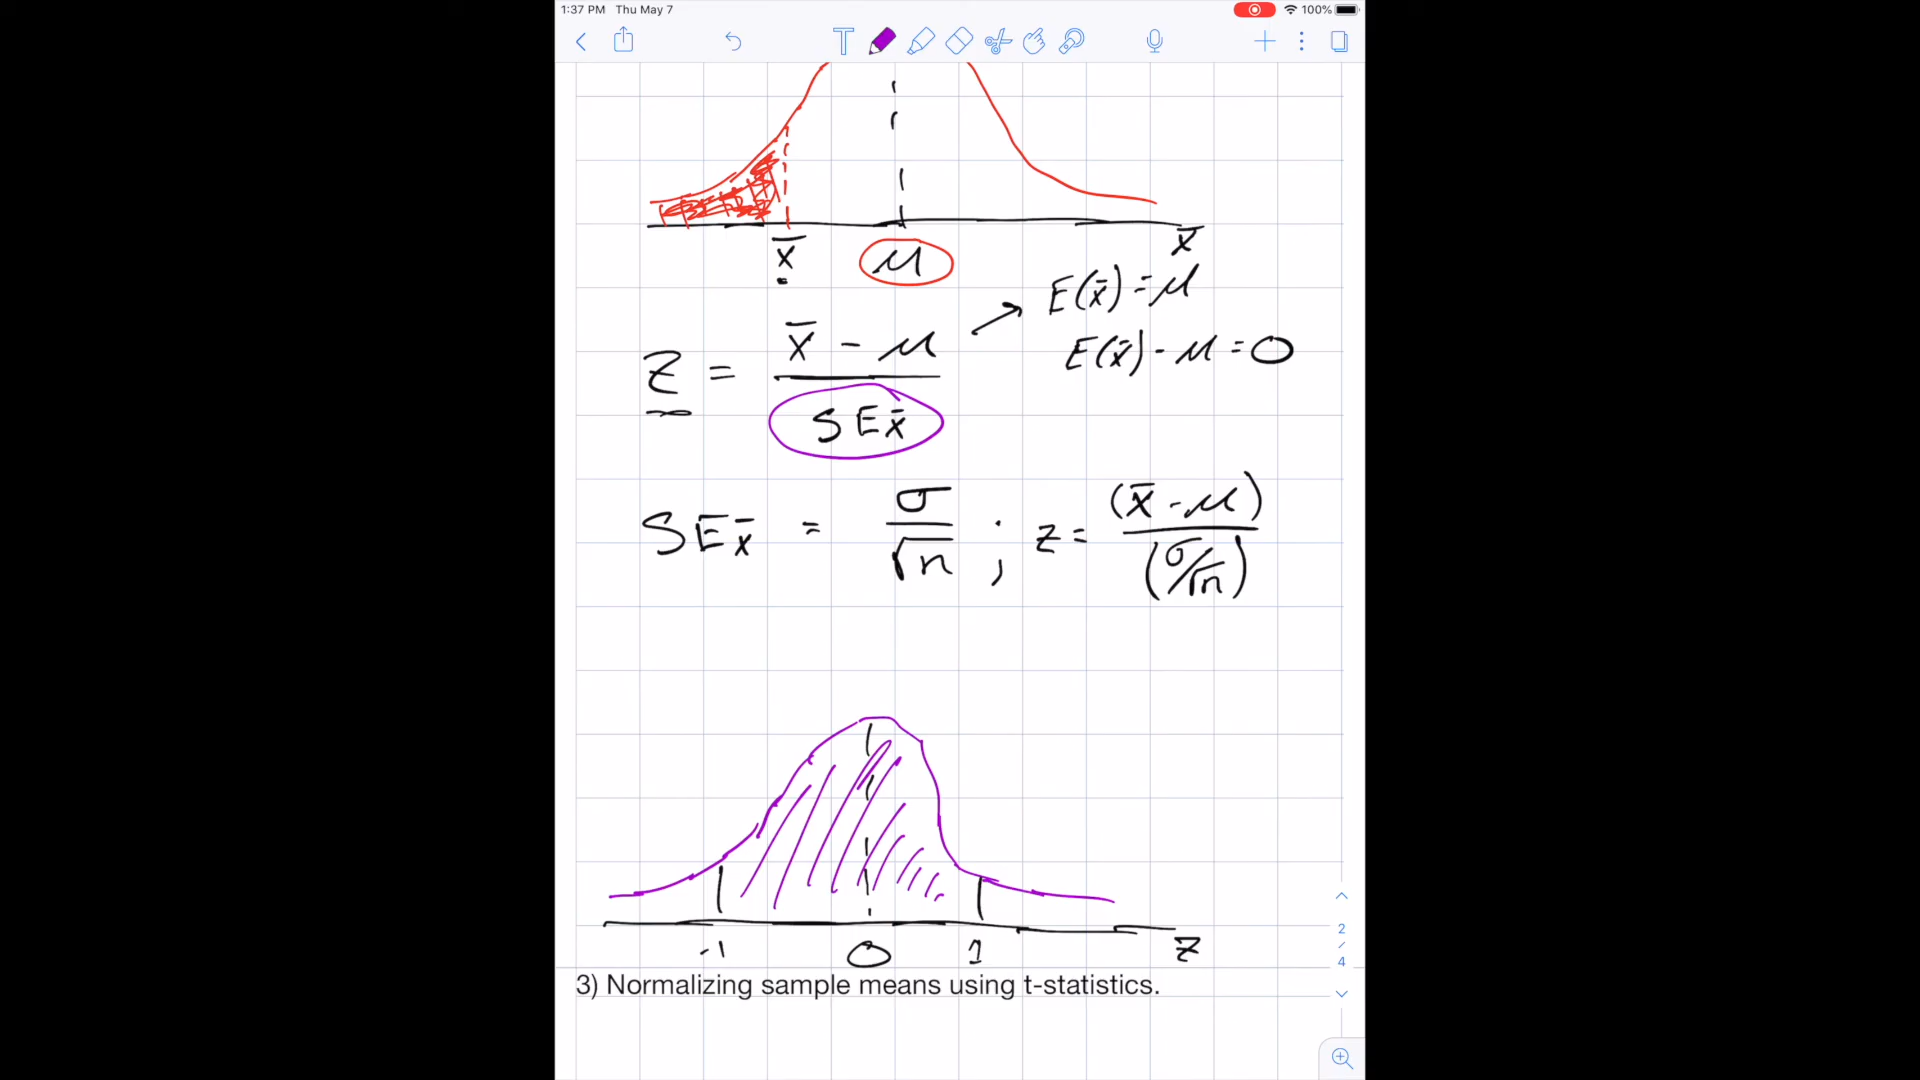 1:37 PM Thu May 7 100%
T
x̄ μ x̄
E(x̄) = μ
Z = x̄ - μ / SEx̄
E(x̄) - μ = 0
SEx̄ = σ / √n ; z = (x̄ - μ) / (σ/√n)
-1 0 1 Z
3) Normalizing sample means using t-statistics.
2 / 4